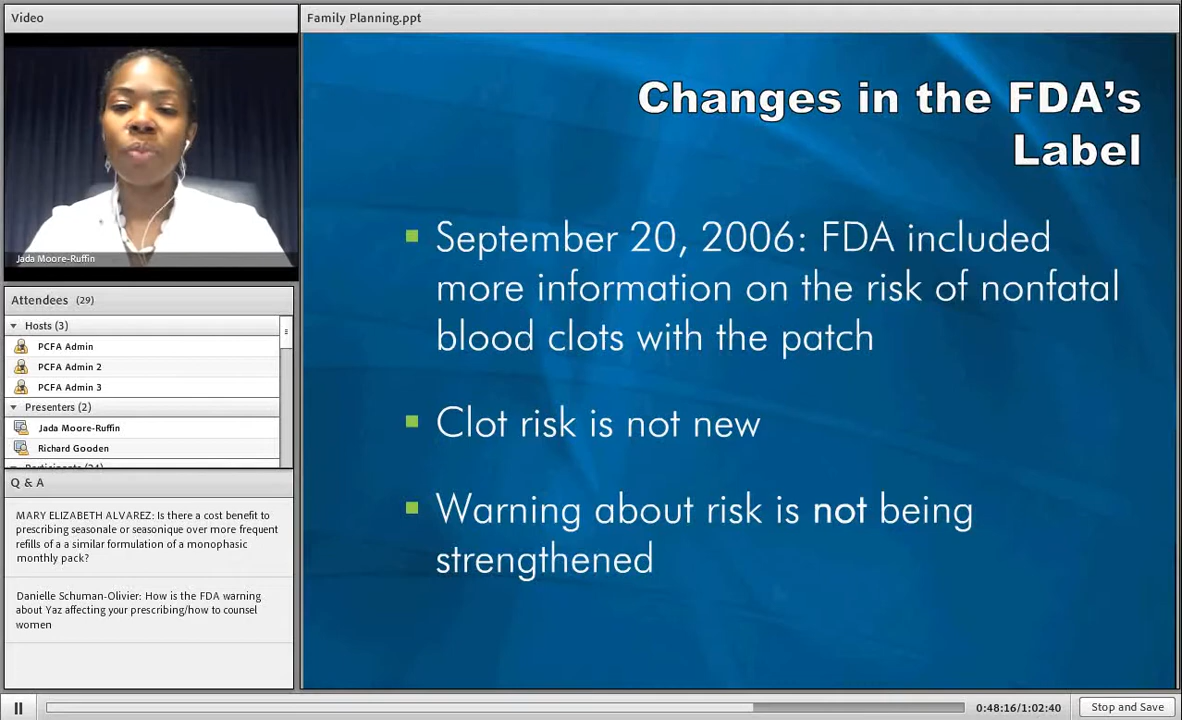 Video
Family Planning.ppt
Jada Moore-Ruffin
Attendees (29)
Hosts (3)
PCFA Admin
PCFA Admin 2
PCFA Admin 3
Presenters (2)
Jada Moore-Ruffin
Richard Gooden
Q & A
MARY ELIZABETH ALVAREZ: Is there a cost benefit to
prescribing seasonale or seasonique over more frequent
refills of a a similar formulation of a monophasic
monthly pack?
Danielle Schuman-Olivier: How is the FDA warning
about Yaz affecting your prescribing/how to counsel
women
Changes in the FDA’s
Label
September 20, 2006: FDA included
more information on the risk of nonfatal
blood clots with the patch
Clot risk is not new
Warning about risk is not being
strengthened
0:48:16/1:02:40
Stop and Save